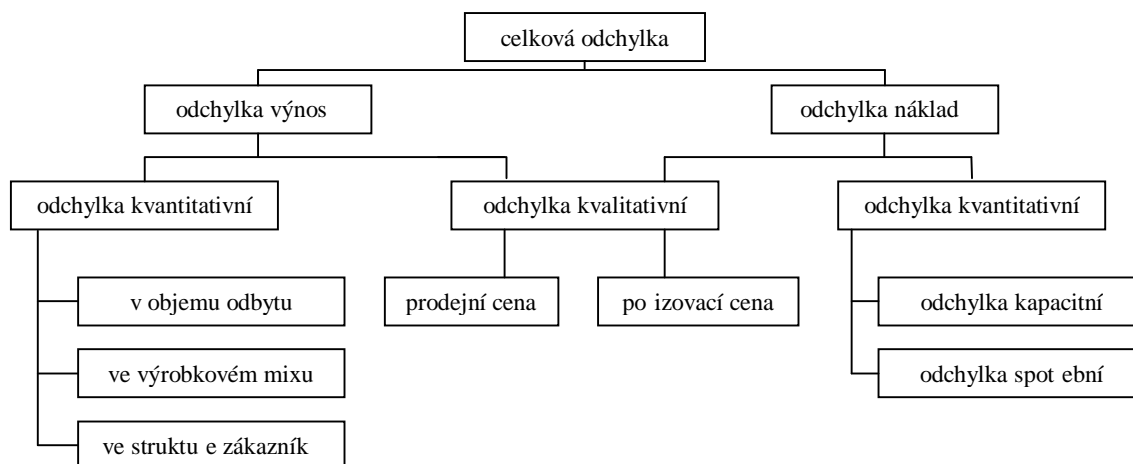 celková odchylka
odchylka výnos
odchylka náklad
odchylka kvantitativní
odchylka kvalitativní
odchylka kvantitativní
v objemu odbytu
prodejní cena
po izovací cena
odchylka kapacitní
ve výrobkovém mixu
odchylka spot ební
ve struktu e zákazník